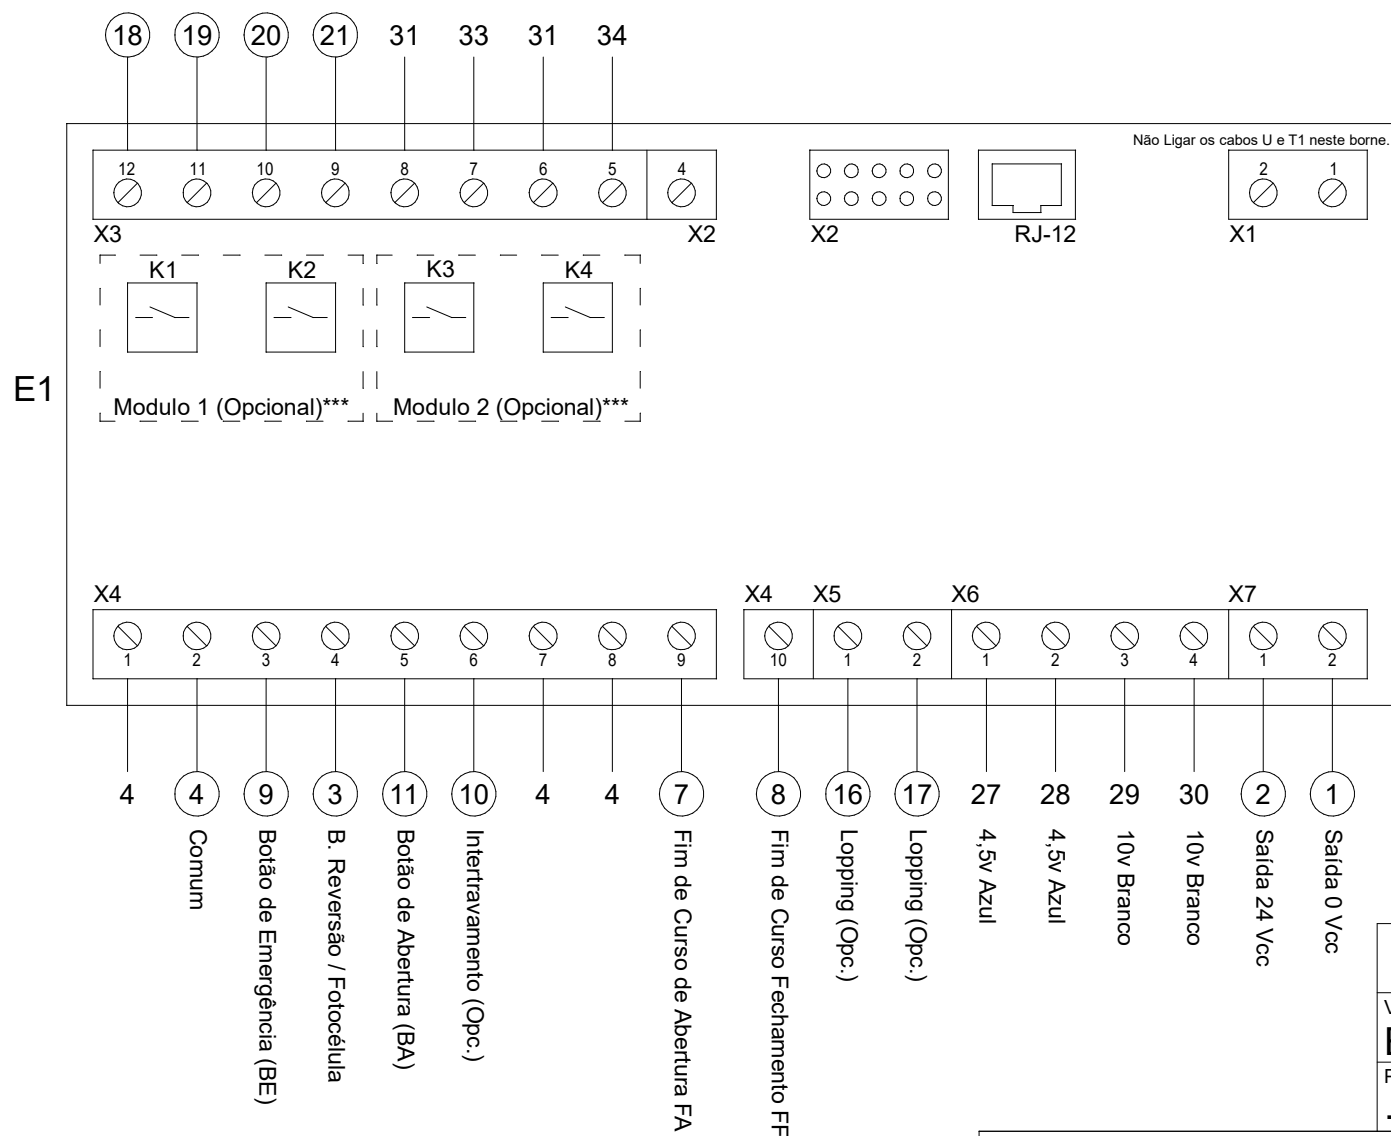 18 19 20 21 31 33 31 34
Não Ligar os cabos U e T1 neste borne.
12 11 10 9 8 7 6 5 4 2 1
X3 X2 X2 RJ-12 X1
K1 K2 K3 K4
E1
Modulo 1 (Opcional)*** Modulo 2 (Opcional)***
X4 X4 X5 X6 X7
1 2 3 4 5 6 7 8 9 10 1 2 1 2 3 4 1 2
4 4 9 3 11 10 4 4 7 8 16 17 27 28 29 30 2 1
Comum
Botão de Emergência (BE)
B. Reversão / Fotocélula
Botão de Abertura (BA)
Intertravamento (Opc.)
Fim de Curso de Abertura FA
Fim de Curso Fechamento FF
Lopping (Opc.)
Lopping (Opc.)
4,5v Azul
4,5v Azul
10v Branco
10v Branco
Saída 24 Vcc
Saída 0 Vcc